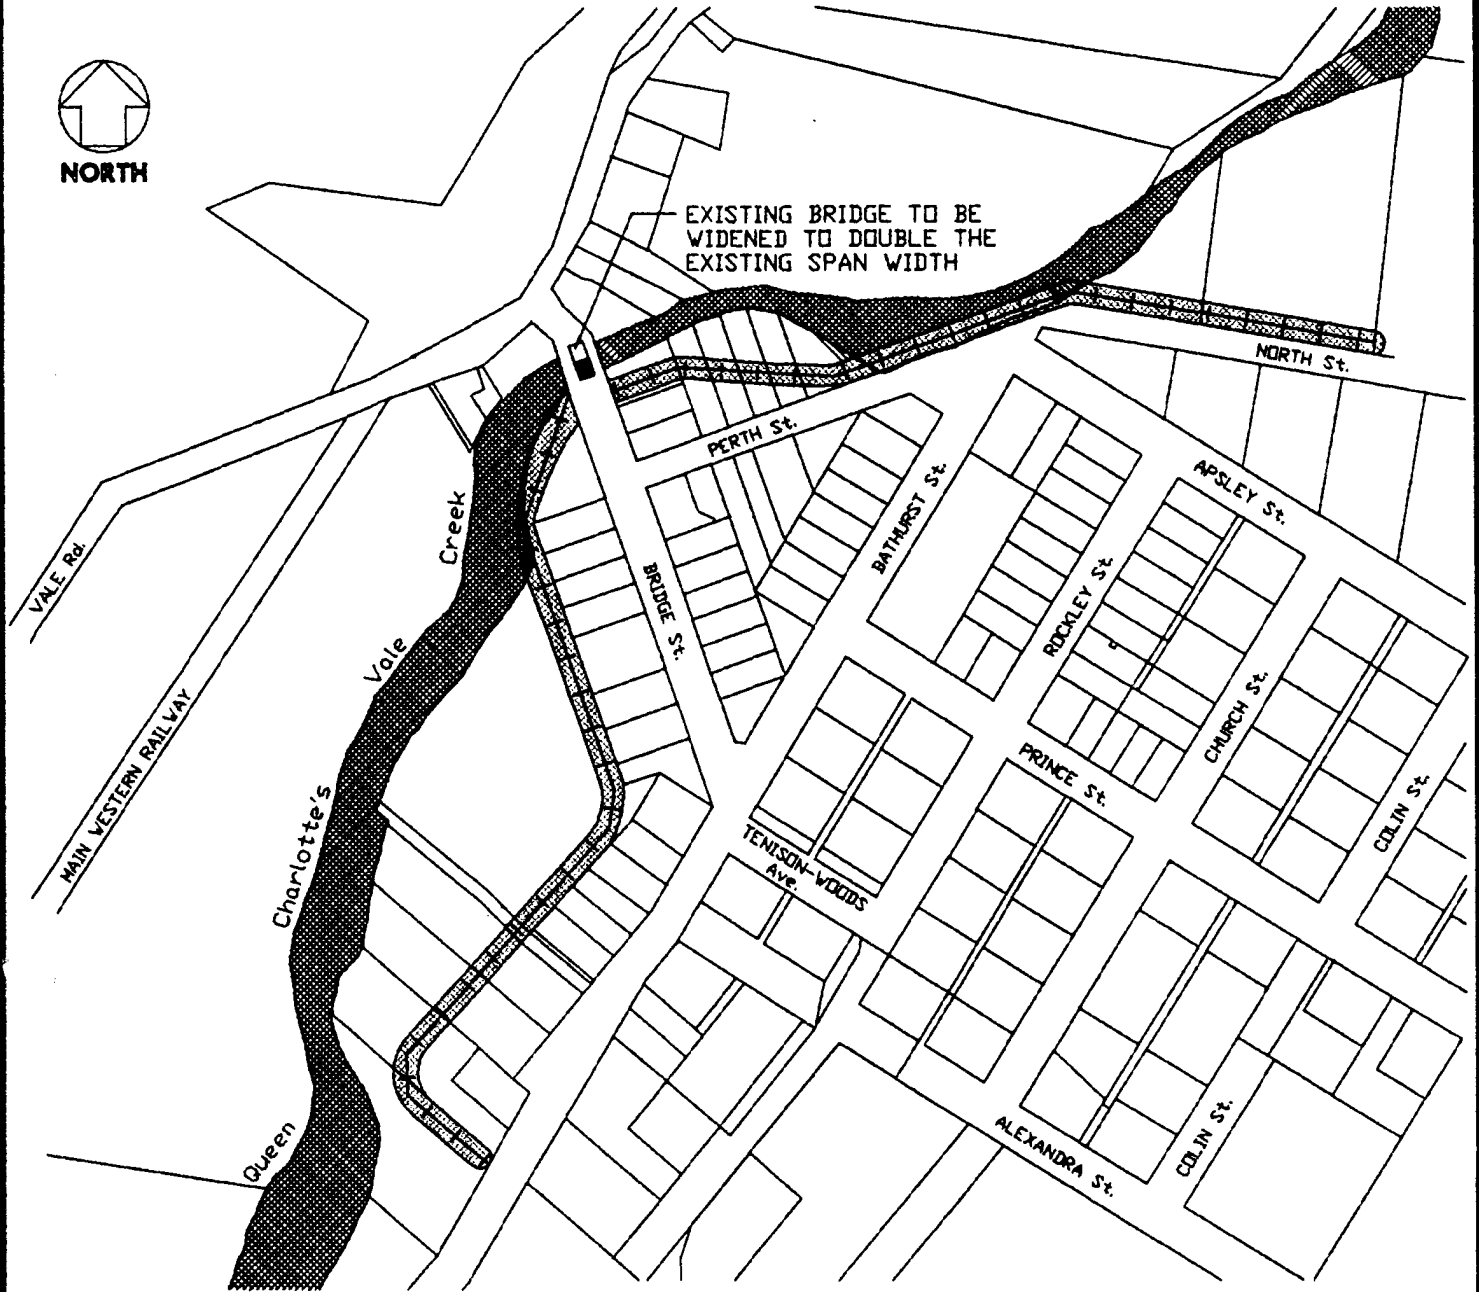 NORTH
EXISTING BRIDGE TO BE
WIDENED TO DOUBLE THE
EXISTING SPAN WIDTH
NORTH St.
PERTH St.
APSLEY St.
BATHURST St.
Creek
VALE Rd.
BRIDGE St.
ROCKLEY St
Vale
CHURCH St.
MAIN WESTERN RAILWAY
PRINCE St.
COLIN St.
Charlotte's
TENISON-WOODS
Ave.
Queen
ALEXANDRA St.
COLIN St.